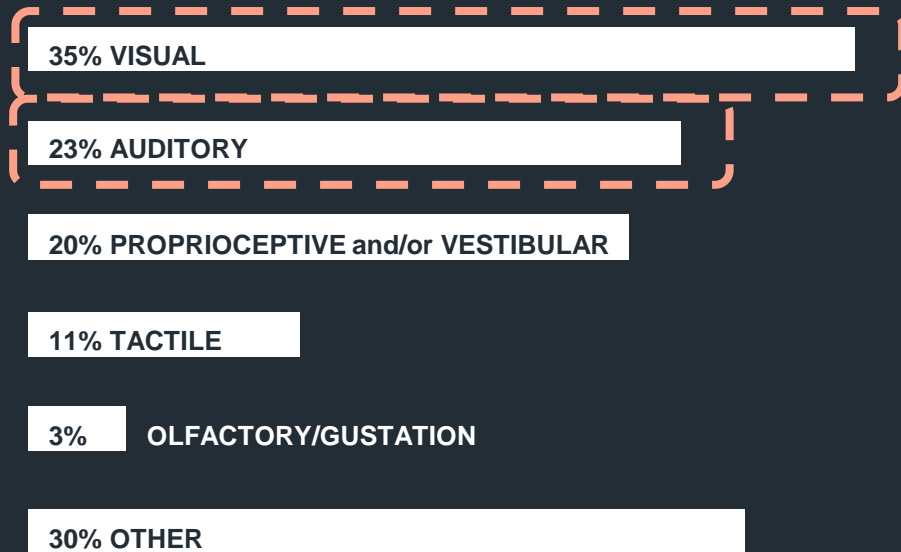 35% VISUAL
23% AUDITORY
20% PROPRIOCEPTIVE and/or VESTIBULAR
11% TACTILE
3% OLFACTORY/GUSTATION
30% OTHER